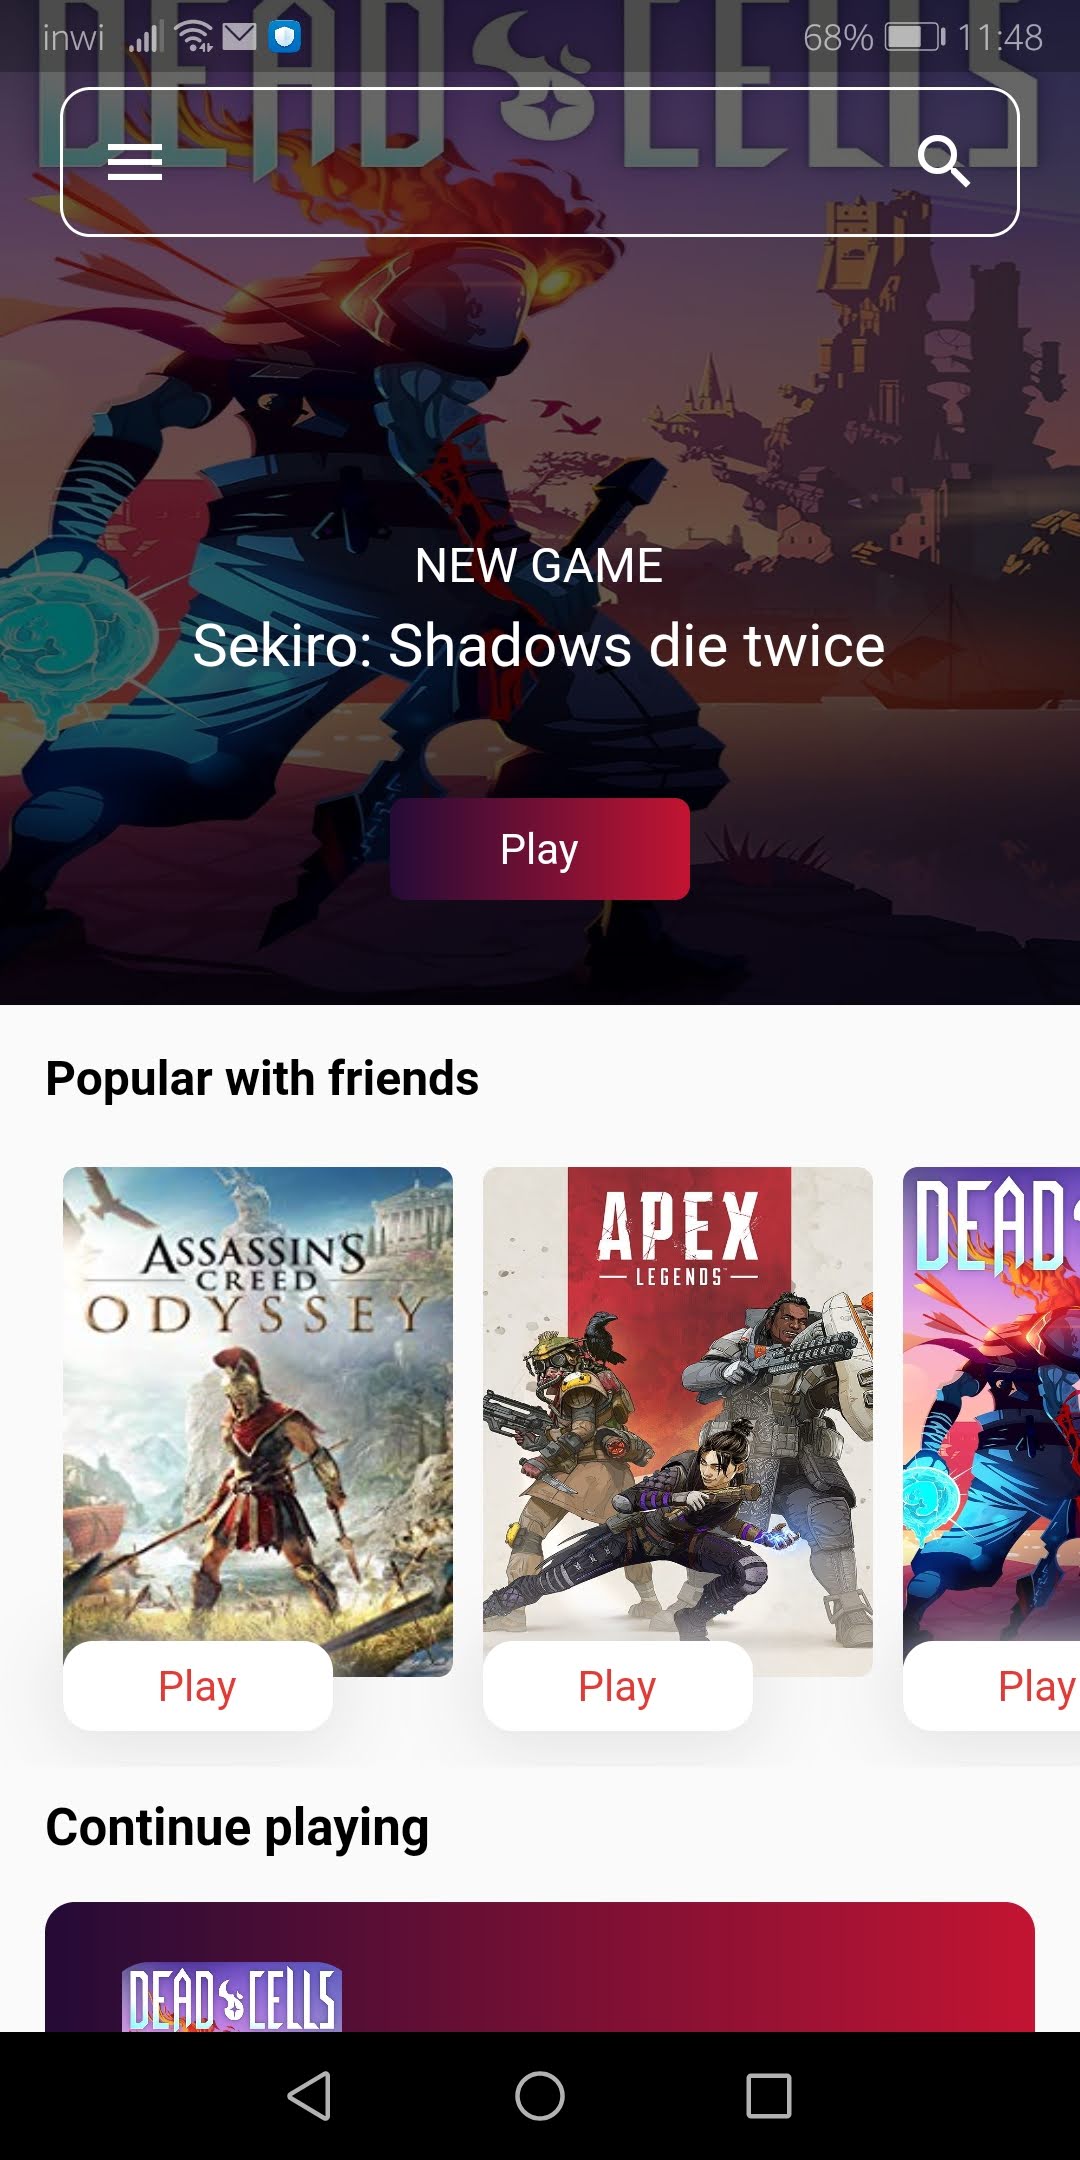 inwi 68% 11:48
DEAD CELLS
NEW GAME
Sekiro: Shadows die twice
Play
Popular with friends
ASSASSIN'S
CREED
ODYSSEY
APEX
LEGENDS
DEAD
Play Play Play
Continue playing
DEAD CELLS